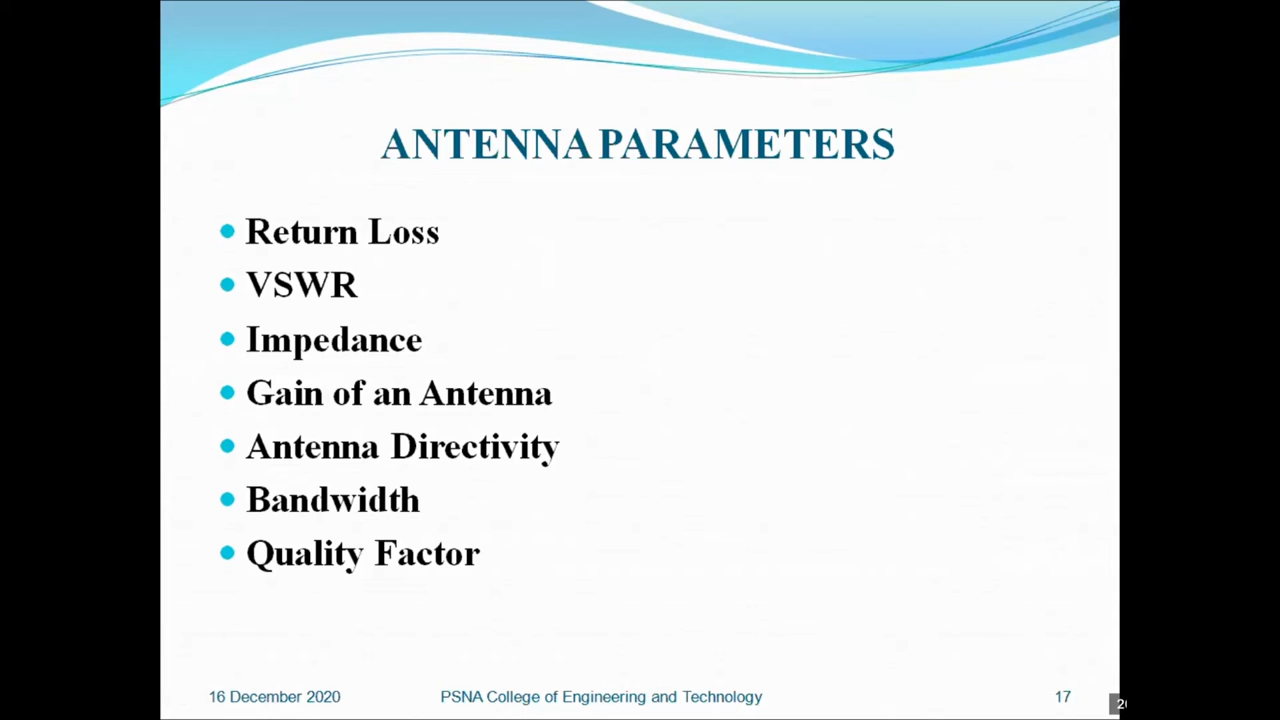 ANTENNA PARAMETERS
Return Loss
VSWR
Impedance
Gain of an Antenna
Antenna Directivity
Bandwidth
Quality Factor
16 December 2020 PSNA College of Engineering and Technology 17